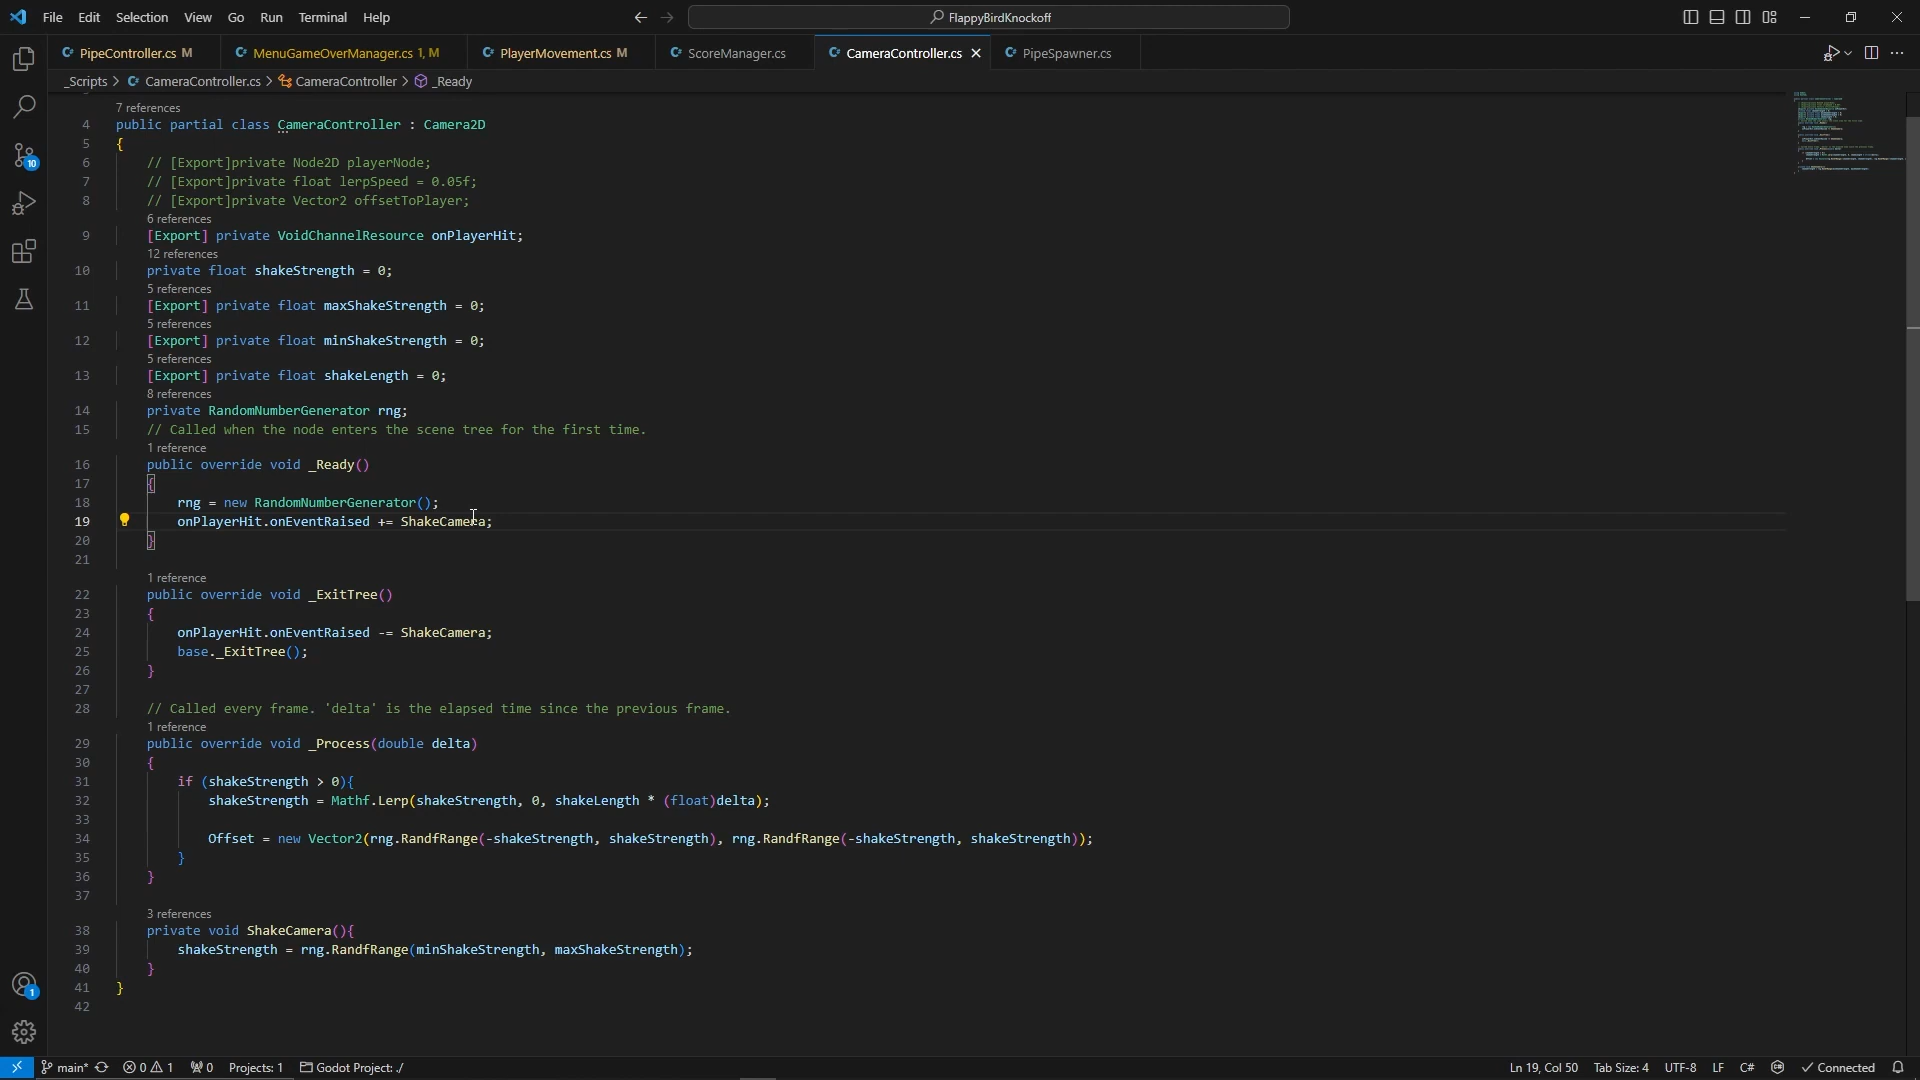 File Edit Selection View Go Run Terminal Help
FlappyBirdKnockoff
PipeController.cs M
MenuGameOverManager.cs 1, M
PlayerMovement.cs M
ScoreManager.cs
CameraController.cs
PipeSpawner.cs
_Scripts > CameraController.cs > CameraController > _Ready
7 references
4 public partial class CameraController : Camera2D
5 {
6 // [Export]private Node2D playerNode;
7 // [Export]private float lerpSpeed = 0.05f;
8 // [Export]private Vector2 offsetToPlayer;
6 references
9 [Export] private VoidChannelResource onPlayerHit;
12 references
10 private float shakeStrength = 0;
5 references
11 [Export] private float maxShakeStrength = 0;
5 references
12 [Export] private float minShakeStrength = 0;
5 references
13 [Export] private float shakeLength = 0;
8 references
14 private RandomNumberGenerator rng;
15 // Called when the node enters the scene tree for the first time.
1 reference
16 public override void _Ready()
17 {
18 rng = new RandomNumberGenerator();
19 onPlayerHit.onEventRaised += ShakeCamera;
20 }
21
1 reference
22 public override void _ExitTree()
23 {
24 onPlayerHit.onEventRaised -= ShakeCamera;
25 base._ExitTree();
26 }
27
28 // Called every frame. 'delta' is the elapsed time since the previous frame.
1 reference
29 public override void _Process(double delta)
30 {
31 if (shakeStrength > 0){
32 shakeStrength = Mathf.Lerp(shakeStrength, 0, shakeLength * (float)delta);
33
34 Offset = new Vector2(rng.RandfRange(-shakeStrength, shakeStrength), rng.RandfRange(-shakeStrength, shakeStrength));
35 }
36 }
37
3 references
38 private void ShakeCamera(){
39 shakeStrength = rng.RandfRange(minShakeStrength, maxShakeStrength);
40 }
41 }
42
10
1
main* 0 1 0 Projects: 1 Godot Project: ./ Ln 19, Col 50 Tab Size: 4 UTF-8 LF C# Connected